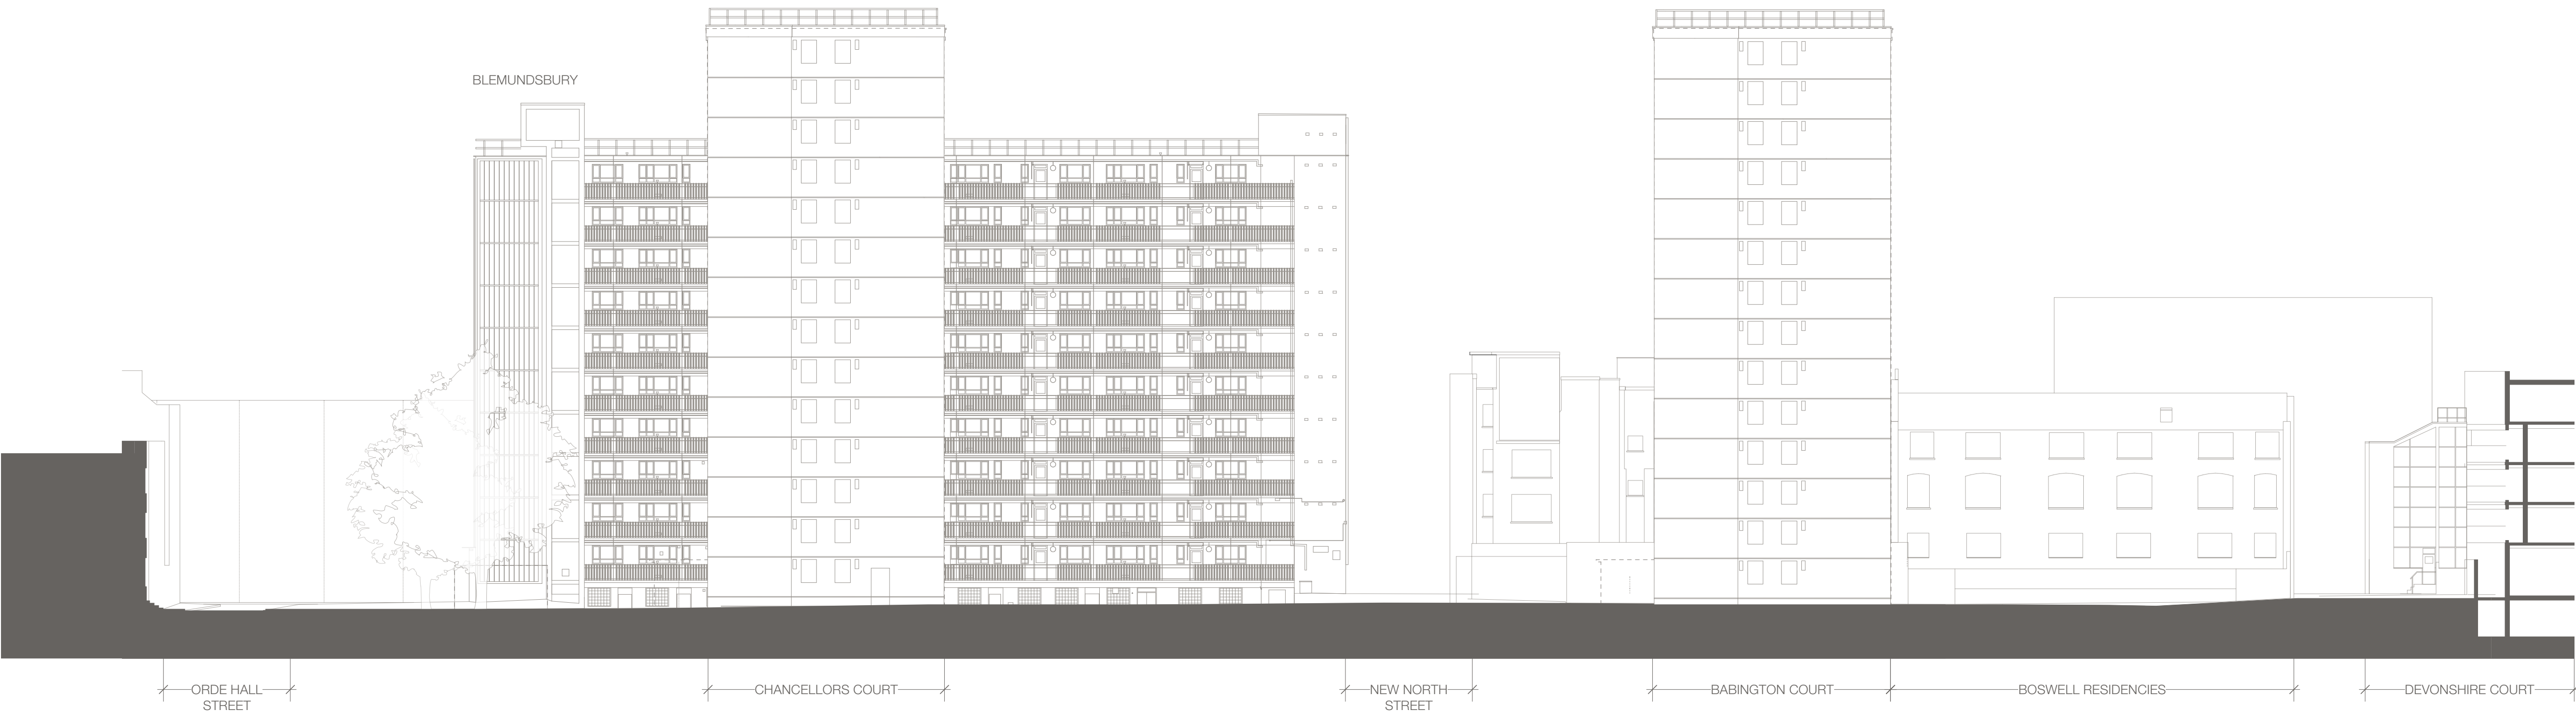 BLEMUNDSBURY
ORDE HALL
STREET
CHANCELLORS COURT
NEW NORTH
STREET
BABINGTON COURT
BOSWELL RESIDENCIES
DEVONSHIRE COURT